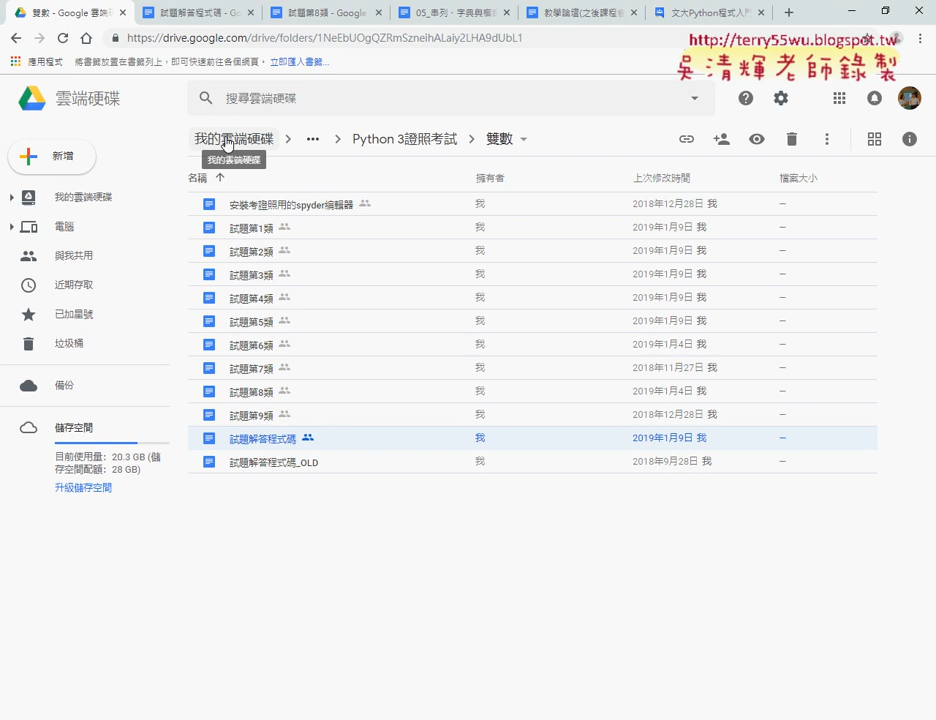 雙數 - Google 雲端硬
試題解答程式碼 - Go
試題第8類 - Google
05_串列、字典與
教學論壇(之後課程
文大Python程式入門
https://drive.google.com/drive/folders/1NeEbUOgQZRmSzneihALaiy2LHA9dUbL1
http://terry55wu.blogspot.tw
吳清輝老師錄製
應用程式
將書籤放置在書籤列上，即可快速前往各個網頁。
立即匯入書籤...
雲端硬碟
搜尋雲端硬碟
新增
我的雲端硬碟
Python 3證照考試
雙數
我的雲端硬碟
名稱
擁有者
上次修改時間
檔案大小
安裝考證照用的spyder編輯器 我 2018年12月28日 我 –
試題第1類 我 2019年1月9日 我 –
試題第2類 我 2019年1月9日 我 –
試題第3類 我 2019年1月9日 我 –
試題第4類 我 2019年1月9日 我 –
試題第5類 我 2019年1月9日 我 –
試題第6類 我 2019年1月4日 我 –
試題第7類 我 2018年11月27日 我 –
試題第8類 我 2019年1月4日 我 –
試題第9類 我 2018年12月28日 我 –
試題解答程式碼 我 2019年1月9日 我 –
試題解答程式碼_OLD 我 2018年9月28日 我 –
我的雲端硬碟
電腦
與我共用
近期存取
已加星號
垃圾桶
備份
儲存空間
目前使用量：20.3 GB (儲
存空間配額：28 GB)
升級儲存空間